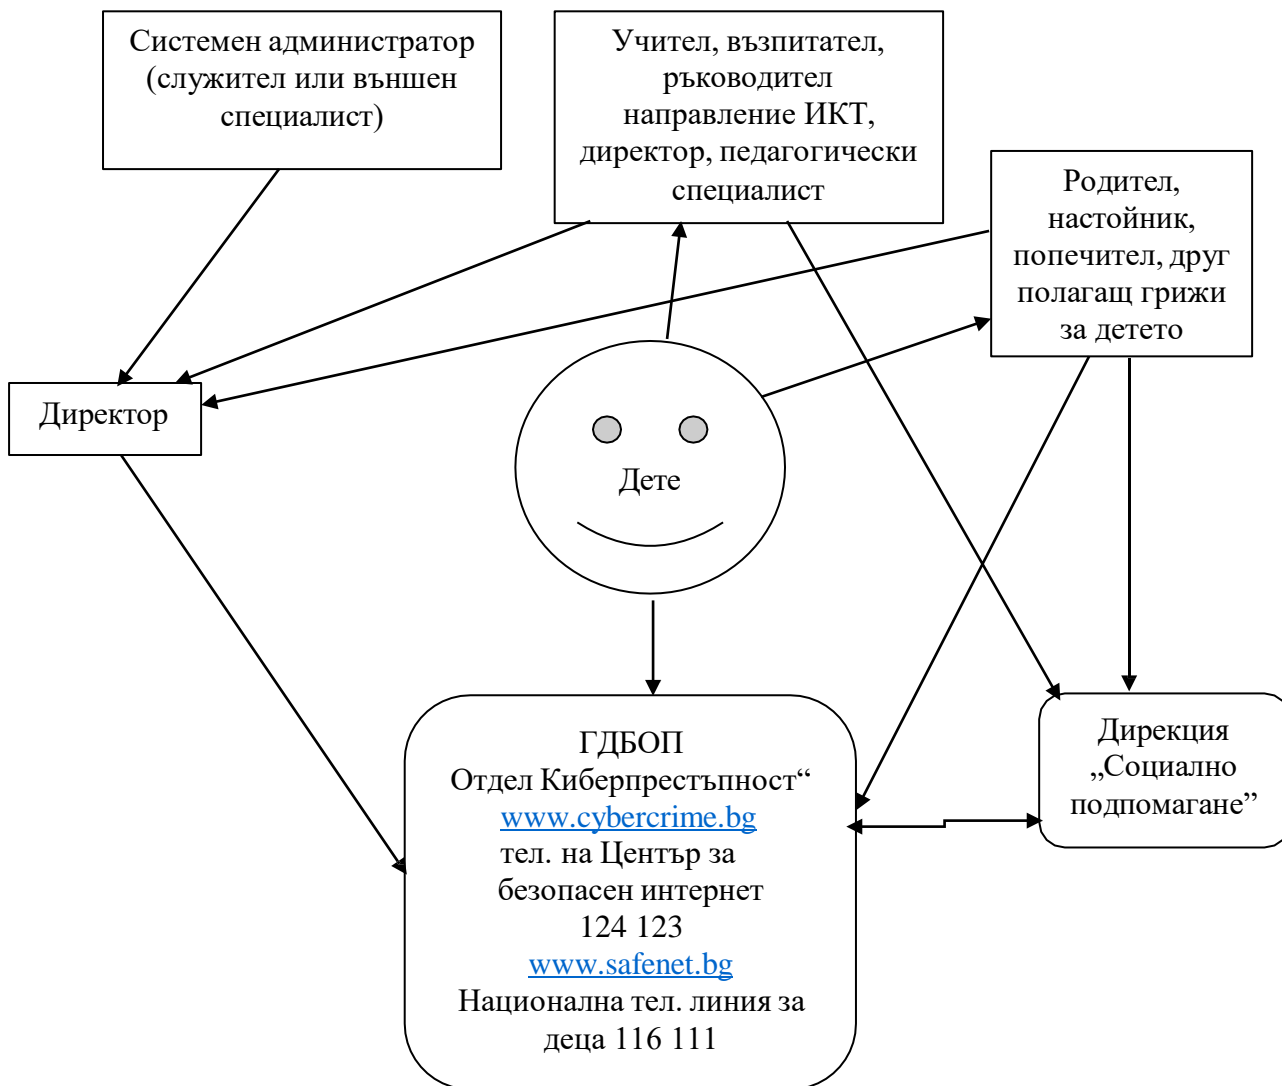 Системен администратор
(служител или външен
специалист)
Учител, възпитател,
ръководител
направление ИКТ,
директор, педагогически
специалист
Родител,
настойник,
попечител, друг
полагащ грижи
за детето
Директор
Дете
ГДБОП
Отдел Киберпрестъпност“
www.cybercrime.bg
тел. на Център за
безопасен интернет
124 123
www.safenet.bg
Национална тел. линия за
деца 116 111
Дирекция
„Социално
подпомагане”